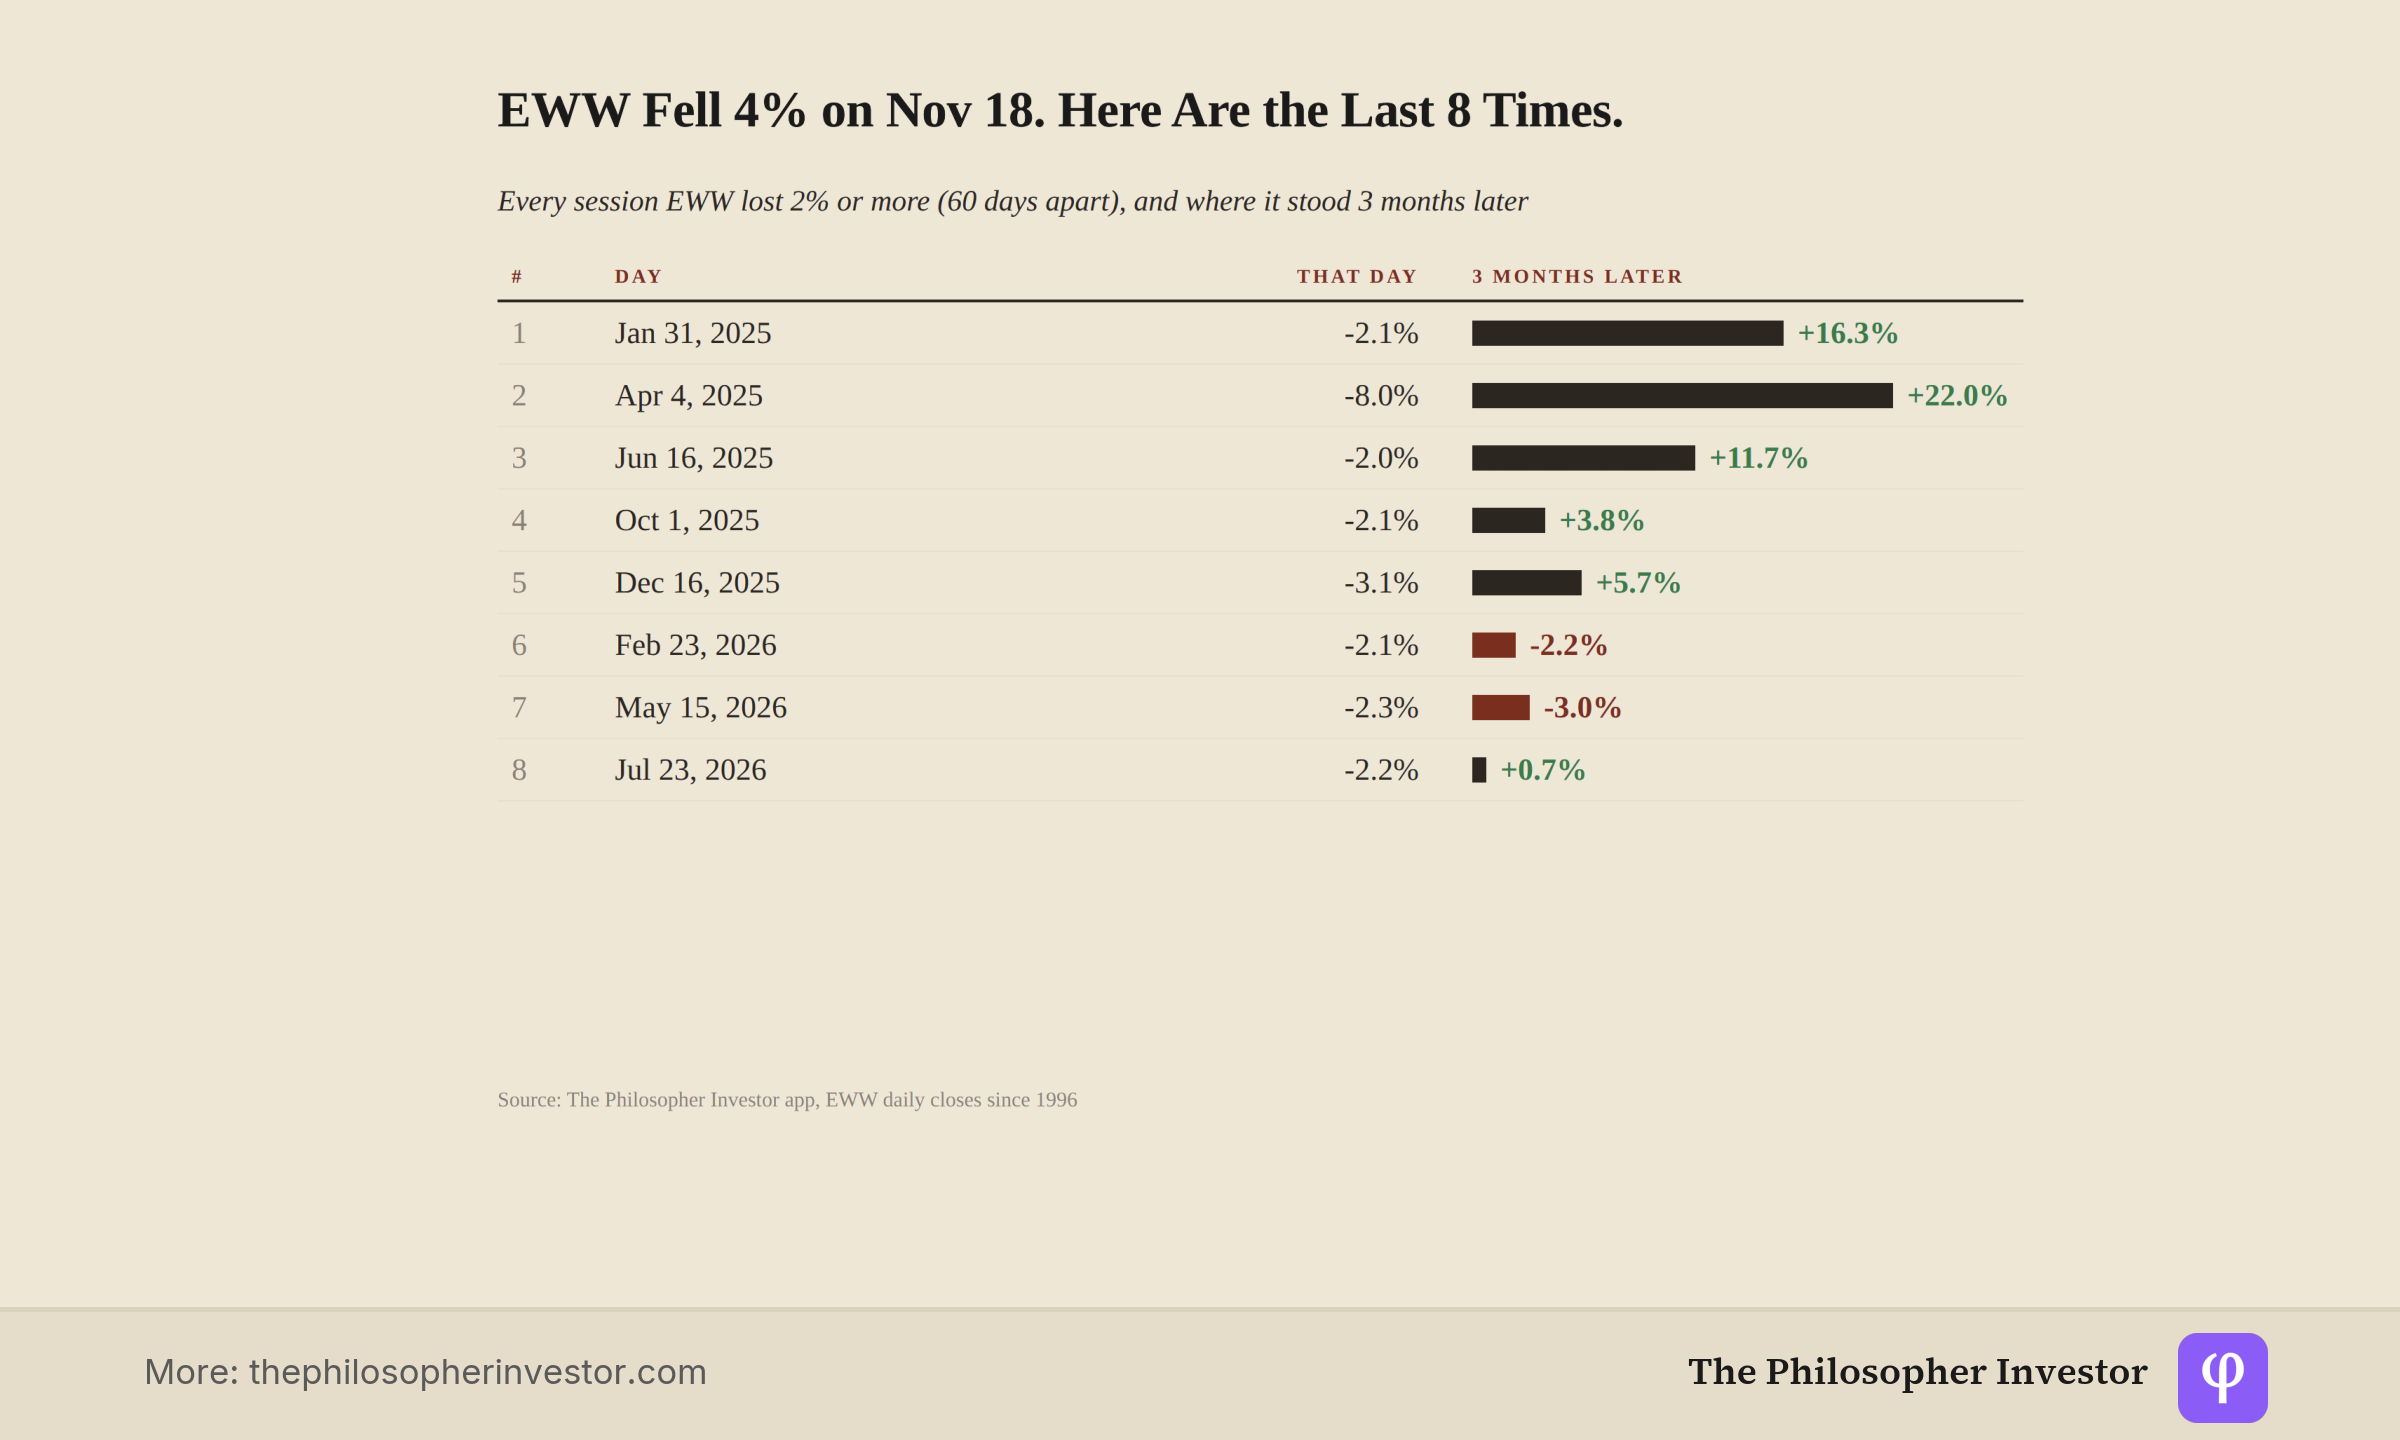 EWW Fell 4% on Nov 18. Here Are the Last 8 Times.
Every session EWW lost 2% or more (60 days apart), and where it stood 3 months later
# DAY THAT DAY 3 MONTHS LATER
1 Jan 31, 2025 -2.1% +16.3%
2 Apr 4, 2025 -8.0% +22.0%
3 Jun 16, 2025 -2.0% +11.7%
4 Oct 1, 2025 -2.1% +3.8%
5 Dec 16, 2025 -3.1% +5.7%
6 Feb 23, 2026 -2.1% -2.2%
7 May 15, 2026 -2.3% -3.0%
8 Jul 23, 2026 -2.2% +0.7%
Source: The Philosopher Investor app, EWW daily closes since 1996
More: thephilosopherinvestor.com
The Philosopher Investor φ